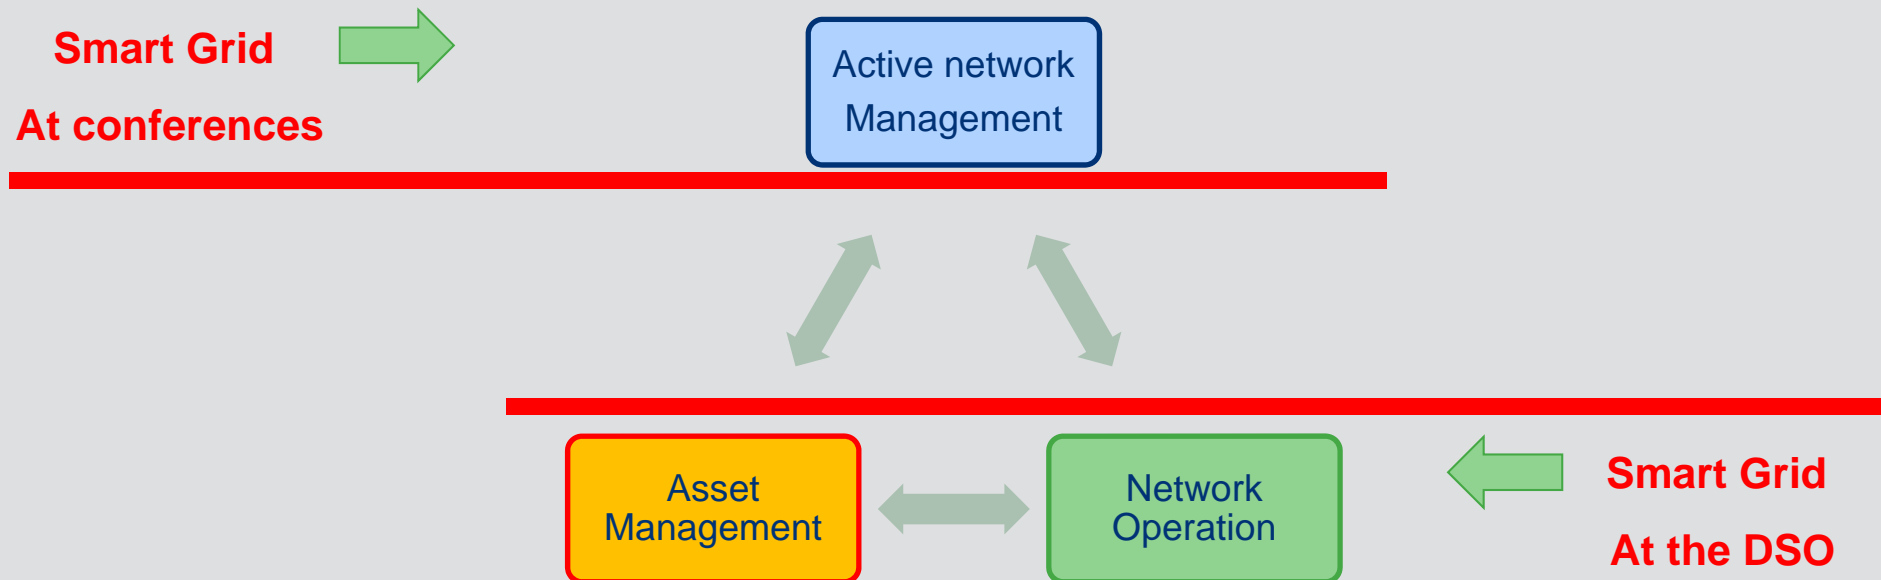 Smart Grid
At conferences
Active network
Management
Asset
Management
Network
Operation
Smart Grid
At the DSO